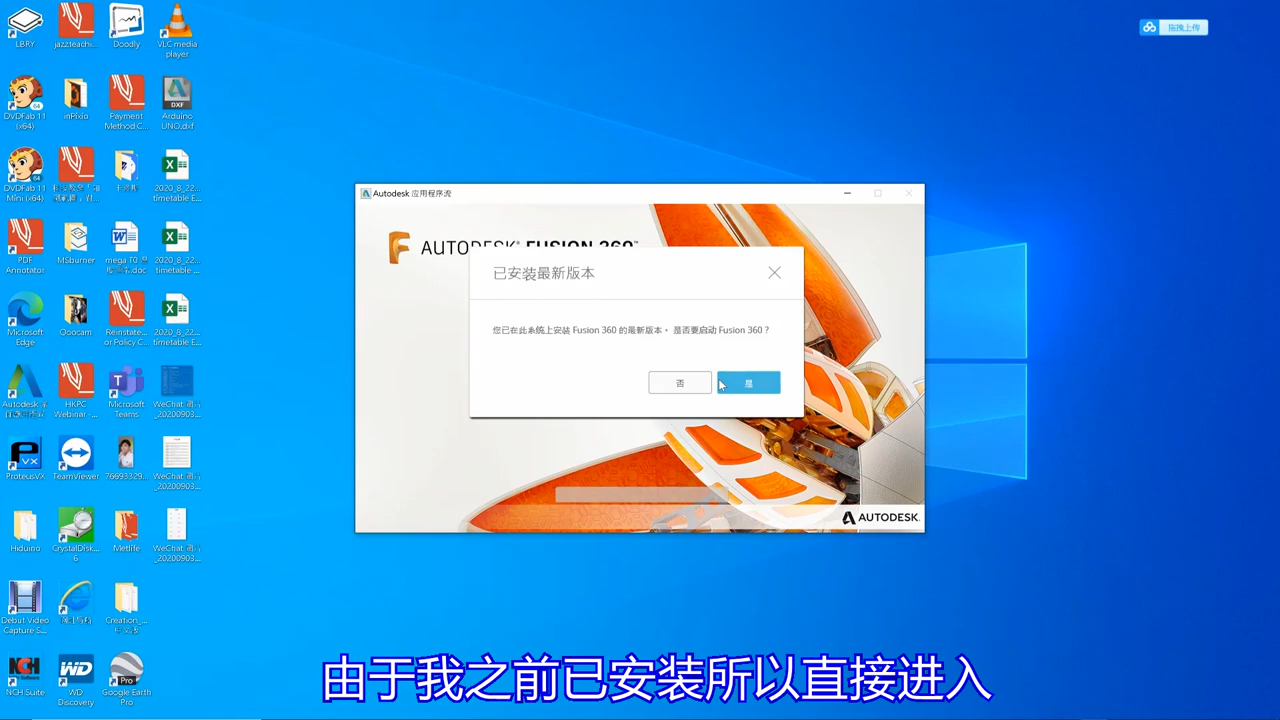 LBRY
jazzteachi...
Doodly
VLC media
player
拖拽上传
DVDFab 11
(x64)
inPixio
Payment
Method C...
DXF
Arduino
UNO.dxf
DVDFab 11
Mini (x64)
2020_8_22...
timetable E...
PDF
Annotator
MSburner
mega T0
timetable ...
2020_8_22...
Microsoft
Edge
Qoocam
Reinstate...
or Policy C...
2020_8_22...
timetable E...
HKPC
Webinar -...
Microsoft
Teams
ProteusVX
TeamViewer
76693329...
Hiduino
CrystalDisk...
6
Metlife
Debut Video
Capture S...
Creation_...
NCH Suite
WD
Discovery
Google Earth
Pro
Autodesk 应用程序流
AUTODESK® FUSION 360™
已安装最新版本
您已在此系统上安装 Fusion 360 的最新版本。 是否要启动 Fusion 360？
否
是
AUTODESK.
由于我之前已安装所以直接进入